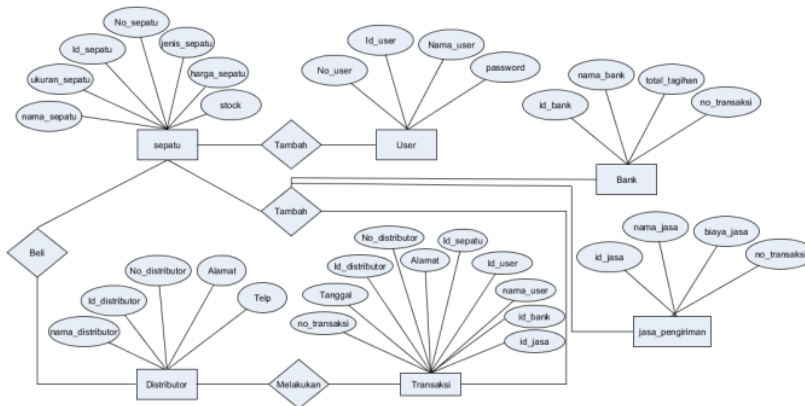 No_sepatu
Id_sepatu
jenis_sepatu
harga_sepatu
ukuran_sepatu
stock
nama_sepatu
sepatu
Tambah
Id_user
Nama_user
No_user
password
User
nama_bank
total_tagihan
id_bank
no_transaksi
Bank
Tambah
Beli
No_distributor
Alamat
Id_distributor
Telp
nama_distributor
Distributor
Melakukan
No_distributor
Id_sepatu
Alamat
Id_distributor
Id_user
Tanggal
nama_user
no_transaksi
id_bank
id_jasa
Transaksi
nama_jasa
biaya_jasa
id_jasa
no_transaksi
jasa_pengiriman